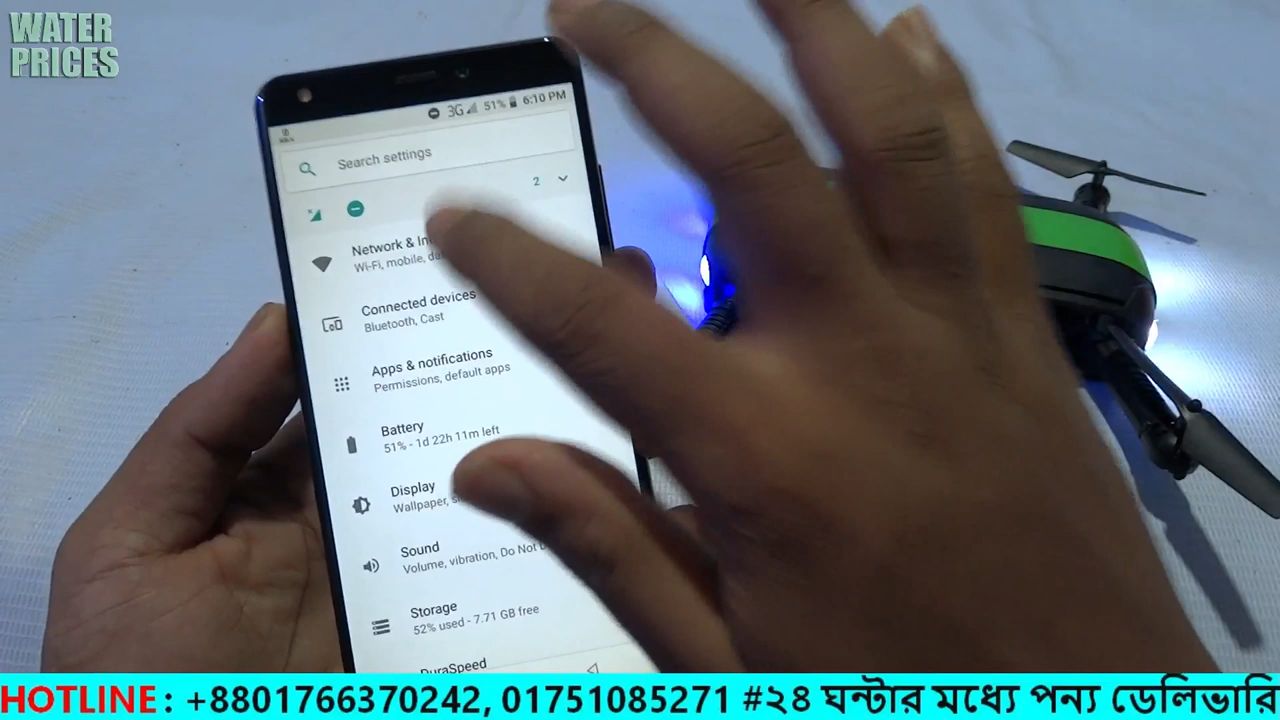 WATER
PRICES
3G 51% 6:10 PM
Search settings
2
Network &
Wi-Fi, mobile,
Connected devices
Bluetooth, Cast
Apps & notifications
Permissions, default apps
Battery
51% - 1d 22h 11m left
Display
Wallpaper,
Sound
Volume, vibration, Do Not
Storage
52% used - 7.71 GB free
DuraSpeed
HOTLINE : +8801766370242, 01751085271 #২৪ ঘন্টার মধ্যে পন্য ডেলিভারি